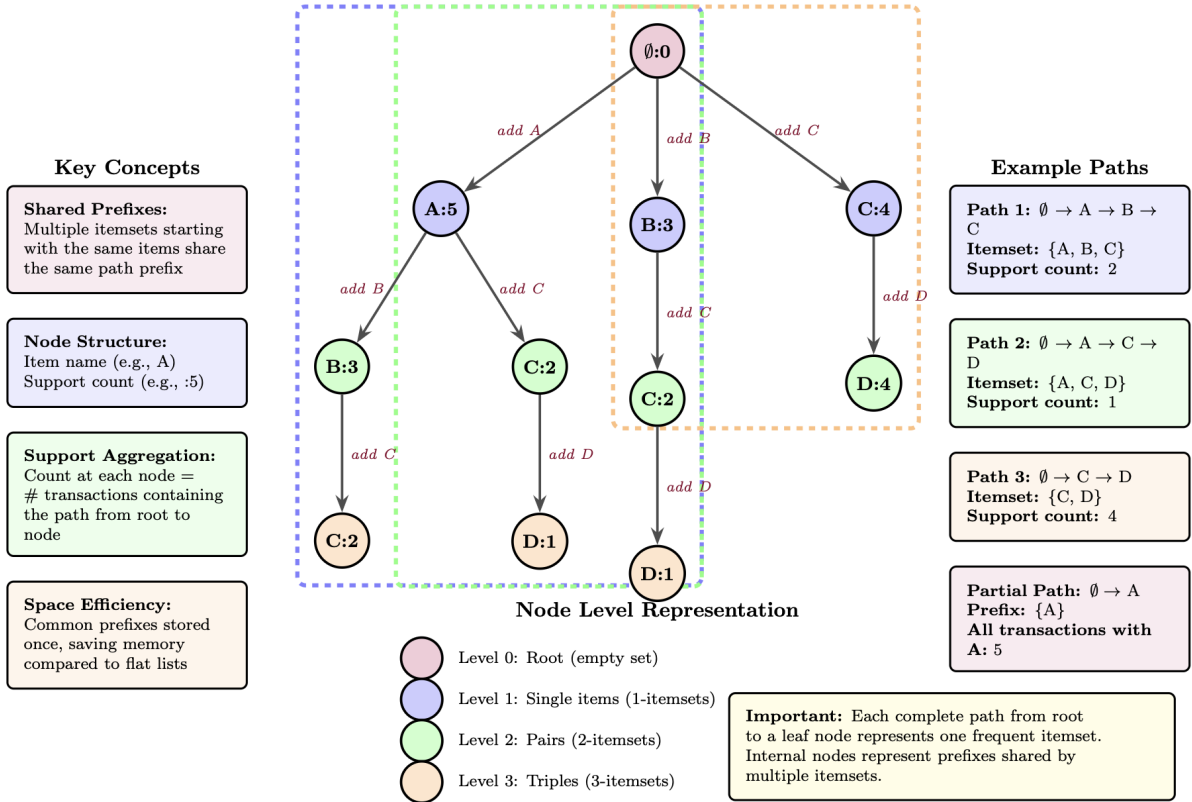 ∅:0
add A
add B
add C
A:5
B:3
C:4
add B
add C
add C
add D
B:3
C:2
C:2
D:4
add C
add D
add D
C:2
D:1
D:1
Key Concepts
Shared Prefixes:
Multiple itemsets starting
with the same items share
the same path prefix
Node Structure:
Item name (e.g., A)
Support count (e.g., :5)
Support Aggregation:
Count at each node =
# transactions containing
the path from root to
node
Space Efficiency:
Common prefixes stored
once, saving memory
compared to flat lists
Example Paths
Path 1: ∅ → A → B →
C
Itemset: {A, B, C}
Support count: 2
Path 2: ∅ → A → C →
D
Itemset: {A, C, D}
Support count: 1
Path 3: ∅ → C → D
Itemset: {C, D}
Support count: 4
Partial Path: ∅ → A
Prefix: {A}
All transactions with
A: 5
Node Level Representation
Level 0: Root (empty set)
Level 1: Single items (1-itemsets)
Level 2: Pairs (2-itemsets)
Level 3: Triples (3-itemsets)
Important: Each complete path from root
to a leaf node represents one frequent itemset.
Internal nodes represent prefixes shared by
multiple itemsets.